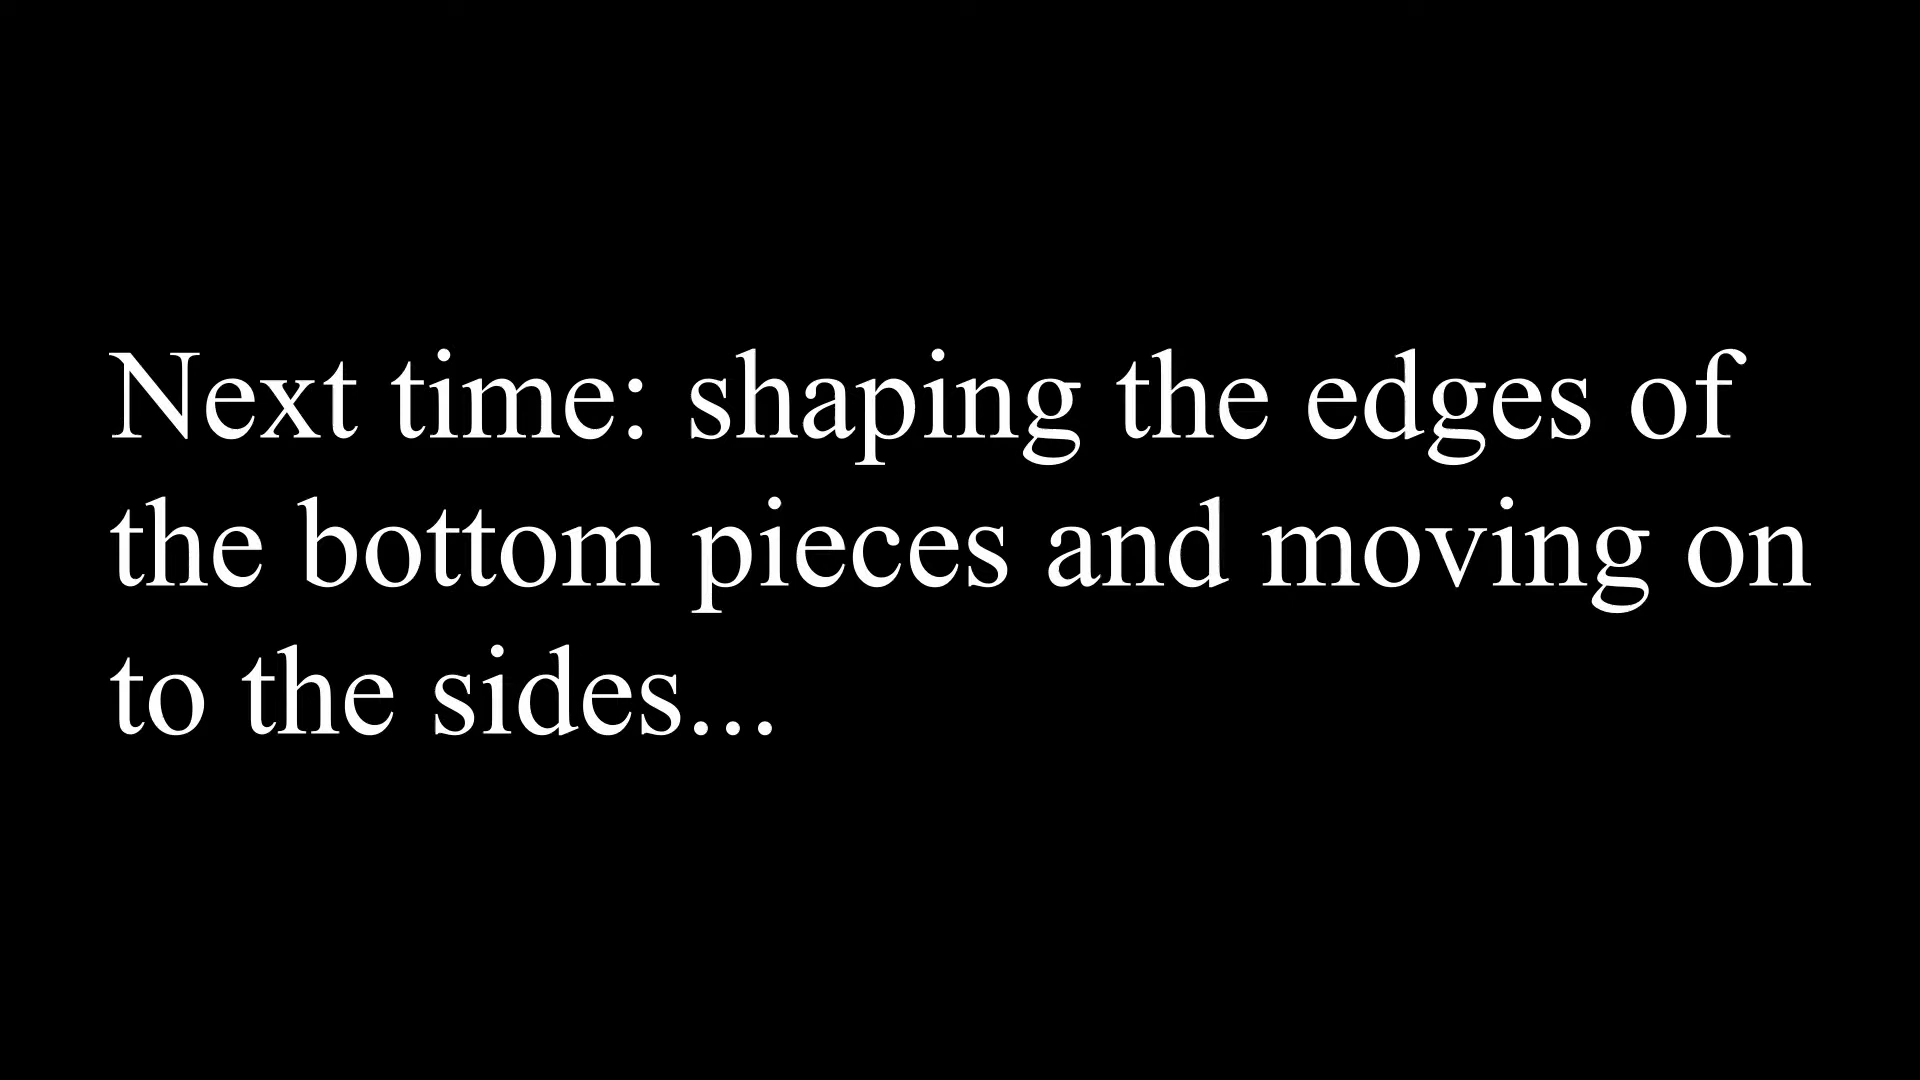 Next time: shaping the edges of
the bottom pieces and moving on
to the sides...